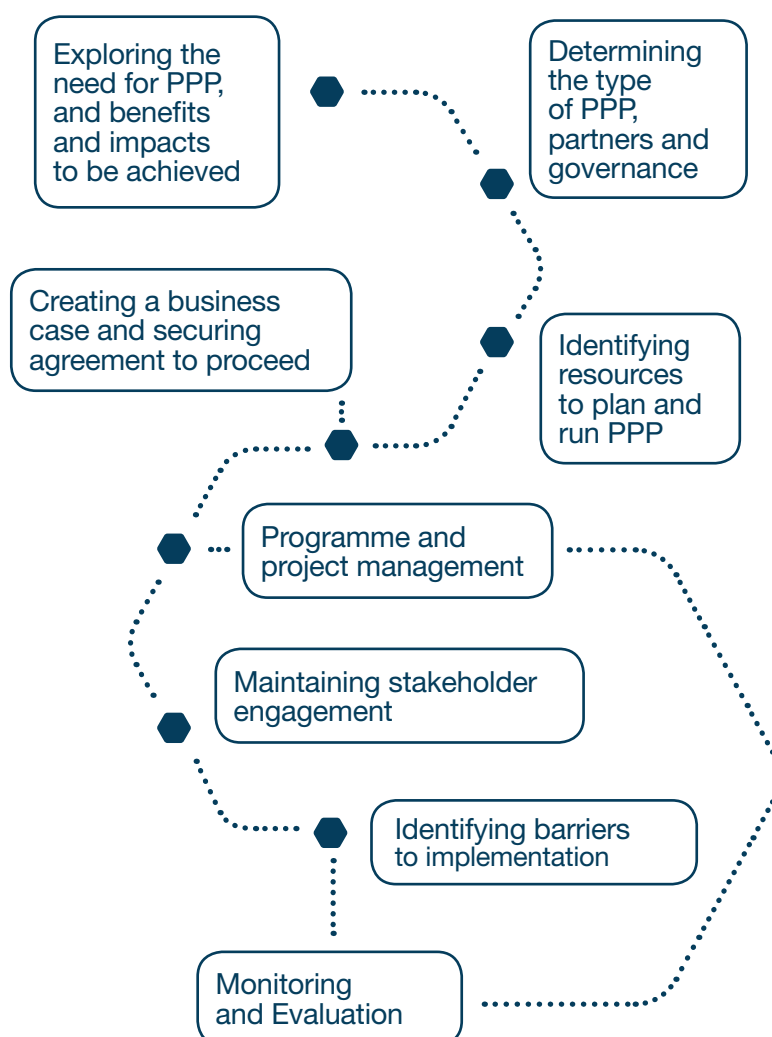 Exploring the
need for PPP,
and benefits
and impacts
to be achieved
Determining
the type
of PPP,
partners and
governance
Identifying
resources
to plan and
run PPP
Creating a business
case and securing
agreement to proceed
Programme and
project management
Maintaining stakeholder
engagement
Identifying barriers
to implementation
Monitoring
and Evaluation